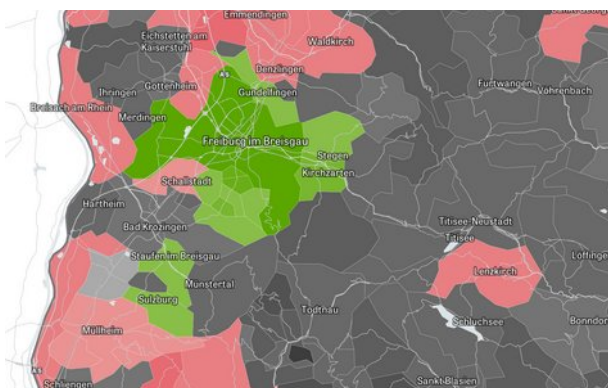 Emmendingen
Eichstetten am
Kaiserstuhl
Waldkirch
A5
Denzlingen
Ihringen
Gottenheim
Gundelfingen
Furtwangen
Vöhrenbach
Breisach am Rhein
Merdingen
Freiburg im Breisgau
Stegen
Kirchzarten
Schallstadt
Hartheim
Bad Krozingen
Titisee-Neustadt
Titisee
Staufen im Breisgau
Löffinge
Lenzkirch
Münstertal
Sulzburg
Todtnau
Schluchsee
Bonndor
Müllheim
A5
Schliengen
Sankt Blasien